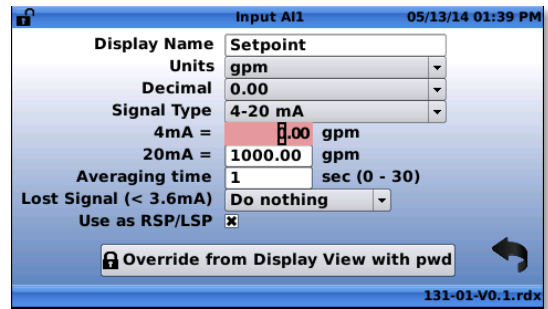 Input AI1 05/13/14 01:39 PM
Display Name Setpoint
Units gpm
Decimal 0.00
Signal Type 4-20 mA
4mA = 0.00 gpm
20mA = 1000.00 gpm
Averaging time 1 sec (0 - 30)
Lost Signal (< 3.6mA) Do nothing
Use as RSP/LSP
Override from Display View with pwd
131-01-V0.1.rdx